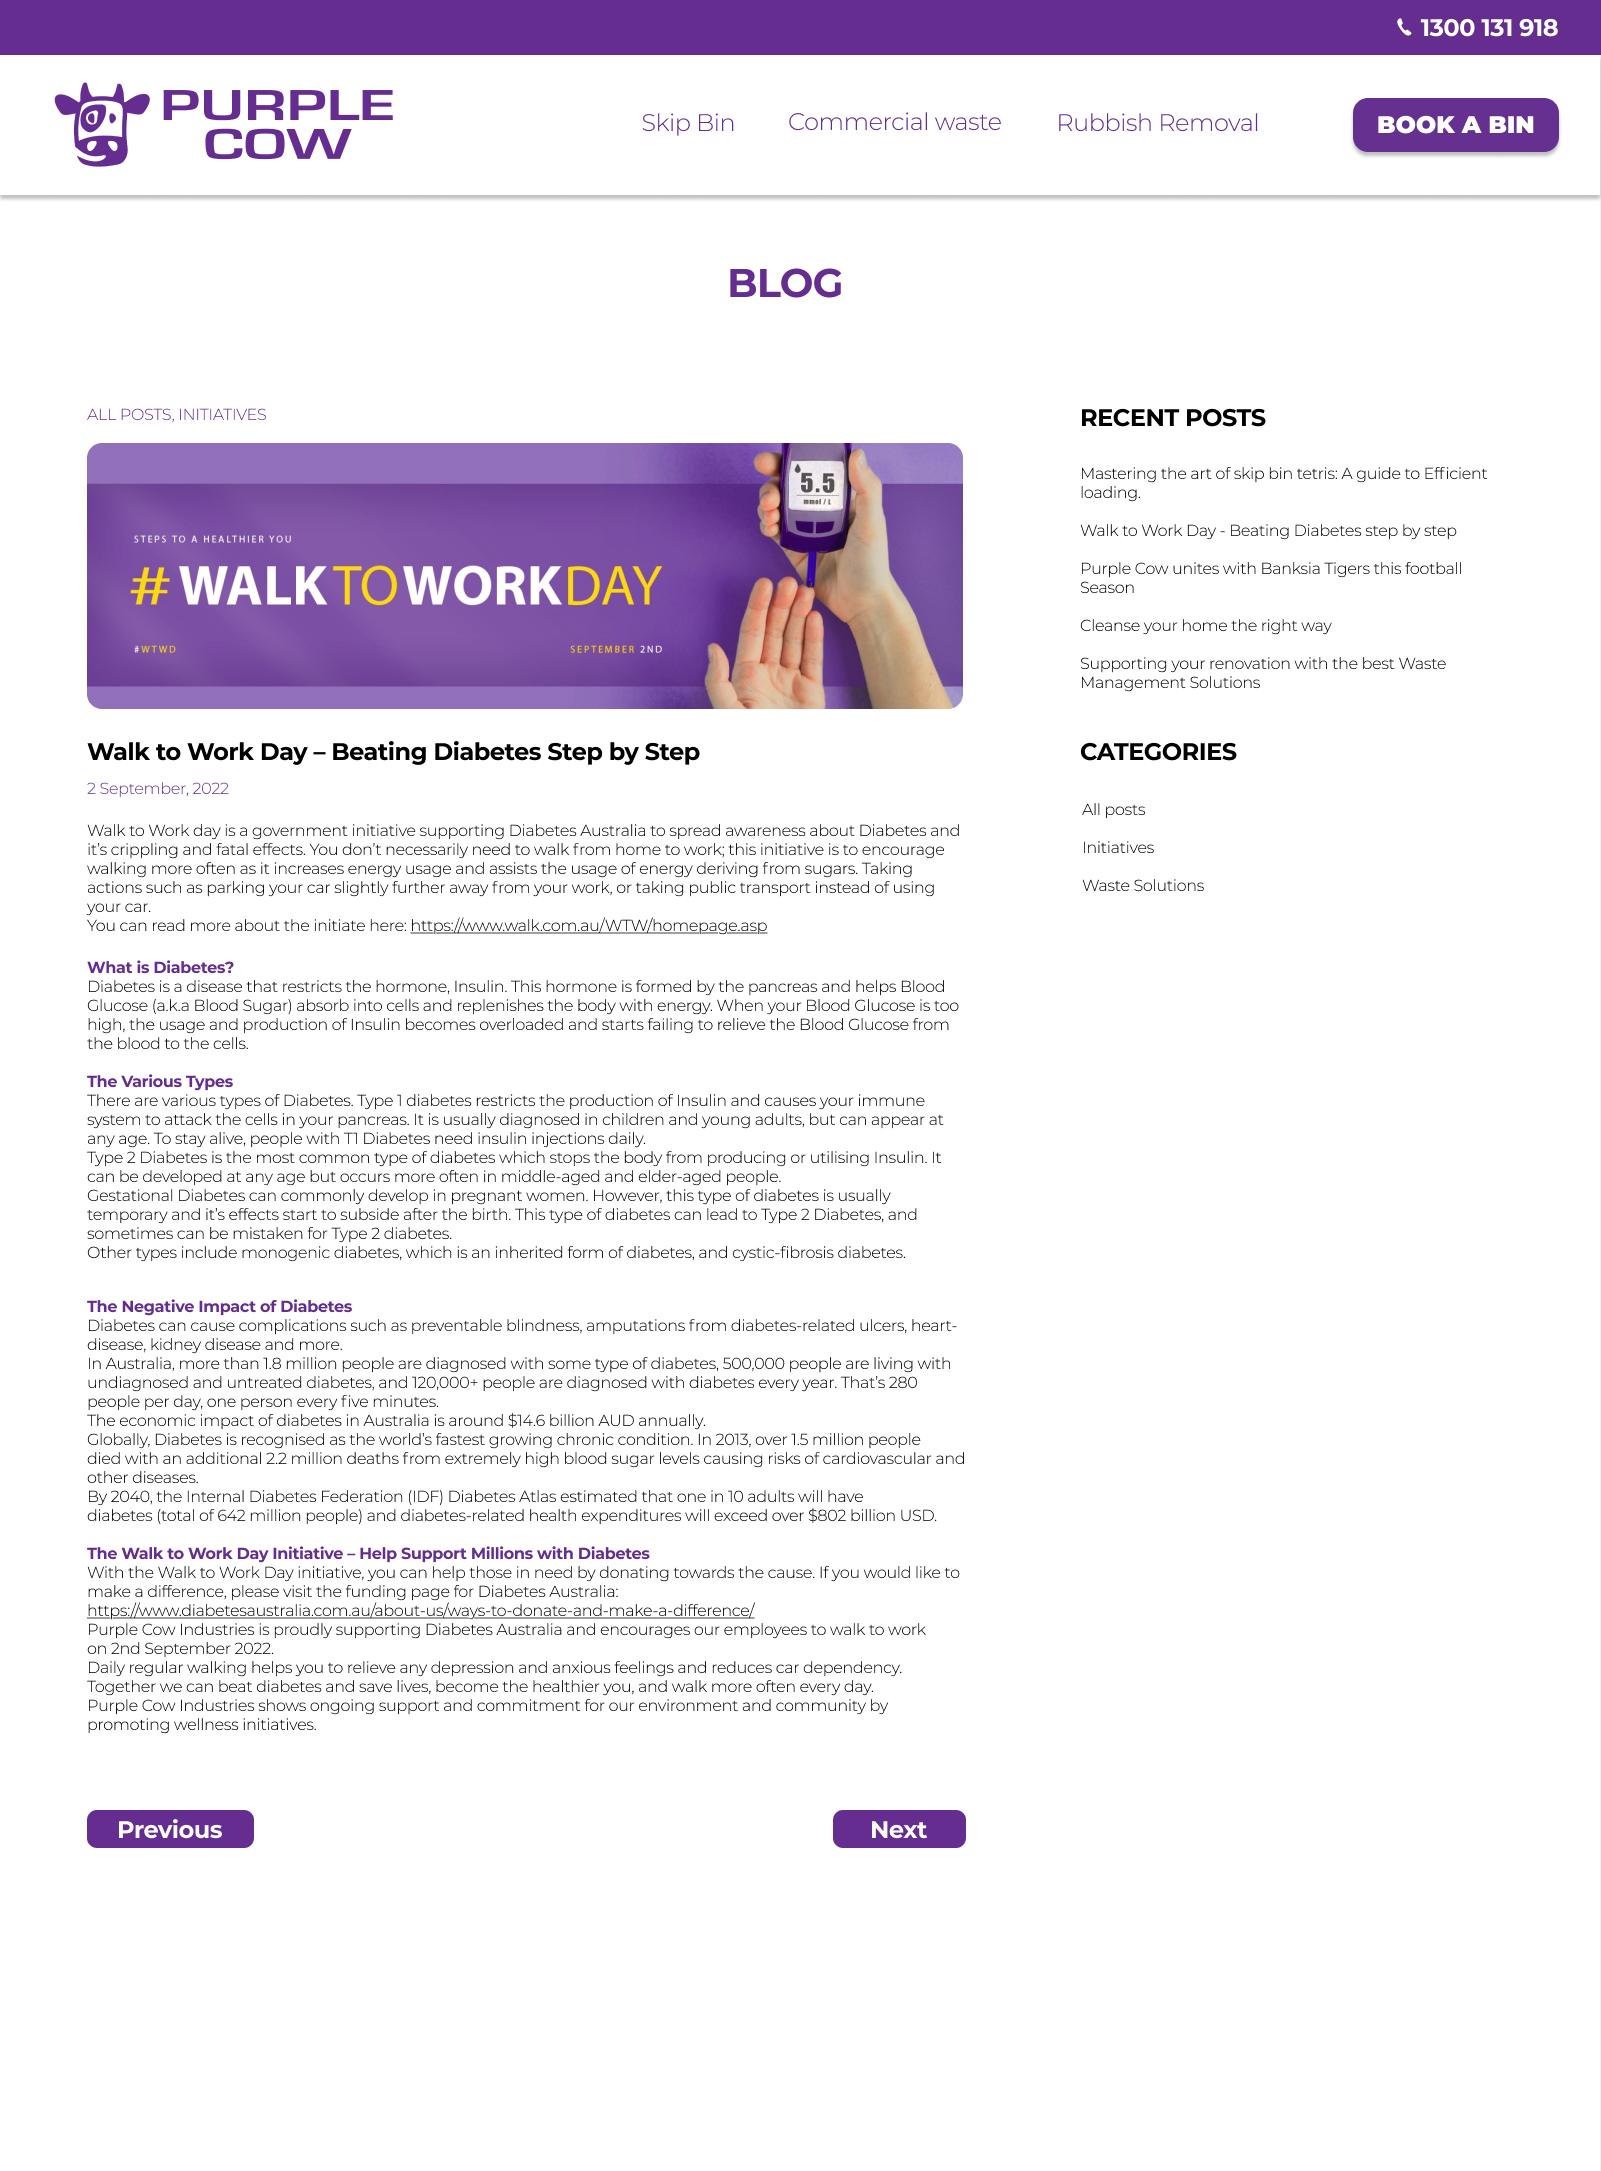 1300 131 918
PURPLE
COW
Skip Bin
Commercial waste
Rubbish Removal
BOOK A BIN
BLOG
ALL POSTS, INITIATIVES
5.5
mmol / L
STEPS TO A HEALTHIER YOU
# WALKTOWORKDAY
#WTWD
SEPTEMBER 2ND
Walk to Work Day – Beating Diabetes Step by Step
2 September, 2022
Walk to Work day is a government initiative supporting Diabetes Australia to spread awareness about Diabetes and
it’s crippling and fatal effects. You don’t necessarily need to walk from home to work; this initiative is to encourage
walking more often as it increases energy usage and assists the usage of energy deriving from sugars. Taking
actions such as parking your car slightly further away from your work, or taking public transport instead of using
your car.
You can read more about the initiate here: https://www.walk.com.au/WTW/homepage.asp
What is Diabetes?
Diabetes is a disease that restricts the hormone, Insulin. This hormone is formed by the pancreas and helps Blood
Glucose (a.k.a Blood Sugar) absorb into cells and replenishes the body with energy. When your Blood Glucose is too
high, the usage and production of Insulin becomes overloaded and starts failing to relieve the Blood Glucose from
the blood to the cells.
The Various Types
There are various types of Diabetes. Type 1 diabetes restricts the production of Insulin and causes your immune
system to attack the cells in your pancreas. It is usually diagnosed in children and young adults, but can appear at
any age. To stay alive, people with T1 Diabetes need insulin injections daily.
Type 2 Diabetes is the most common type of diabetes which stops the body from producing or utilising Insulin. It
can be developed at any age but occurs more often in middle-aged and elder-aged people.
Gestational Diabetes can commonly develop in pregnant women. However, this type of diabetes is usually
temporary and it’s effects start to subside after the birth. This type of diabetes can lead to Type 2 Diabetes, and
sometimes can be mistaken for Type 2 diabetes.
Other types include monogenic diabetes, which is an inherited form of diabetes, and cystic-fibrosis diabetes.
The Negative Impact of Diabetes
Diabetes can cause complications such as preventable blindness, amputations from diabetes-related ulcers, heart-
disease, kidney disease and more.
In Australia, more than 1.8 million people are diagnosed with some type of diabetes, 500,000 people are living with
undiagnosed and untreated diabetes, and 120,000+ people are diagnosed with diabetes every year. That’s 280
people per day, one person every five minutes.
The economic impact of diabetes in Australia is around $14.6 billion AUD annually.
Globally, Diabetes is recognised as the world’s fastest growing chronic condition. In 2013, over 1.5 million people
died with an additional 2.2 million deaths from extremely high blood sugar levels causing risks of cardiovascular and
other diseases.
By 2040, the Internal Diabetes Federation (IDF) Diabetes Atlas estimated that one in 10 adults will have
diabetes (total of 642 million people) and diabetes-related health expenditures will exceed over $802 billion USD.
The Walk to Work Day Initiative – Help Support Millions with Diabetes
With the Walk to Work Day initiative, you can help those in need by donating towards the cause. If you would like to
make a difference, please visit the funding page for Diabetes Australia:
https://www.diabetesaustralia.com.au/about-us/ways-to-donate-and-make-a-difference/
Purple Cow Industries is proudly supporting Diabetes Australia and encourages our employees to walk to work
on 2nd September 2022.
Daily regular walking helps you to relieve any depression and anxious feelings and reduces car dependency.
Together we can beat diabetes and save lives, become the healthier you, and walk more often every day.
Purple Cow Industries shows ongoing support and commitment for our environment and community by
promoting wellness initiatives.
Previous
Next
RECENT POSTS
Mastering the art of skip bin tetris: A guide to Efficient
loading.
Walk to Work Day - Beating Diabetes step by step
Purple Cow unites with Banksia Tigers this football
Season
Cleanse your home the right way
Supporting your renovation with the best Waste
Management Solutions
CATEGORIES
All posts
Initiatives
Waste Solutions